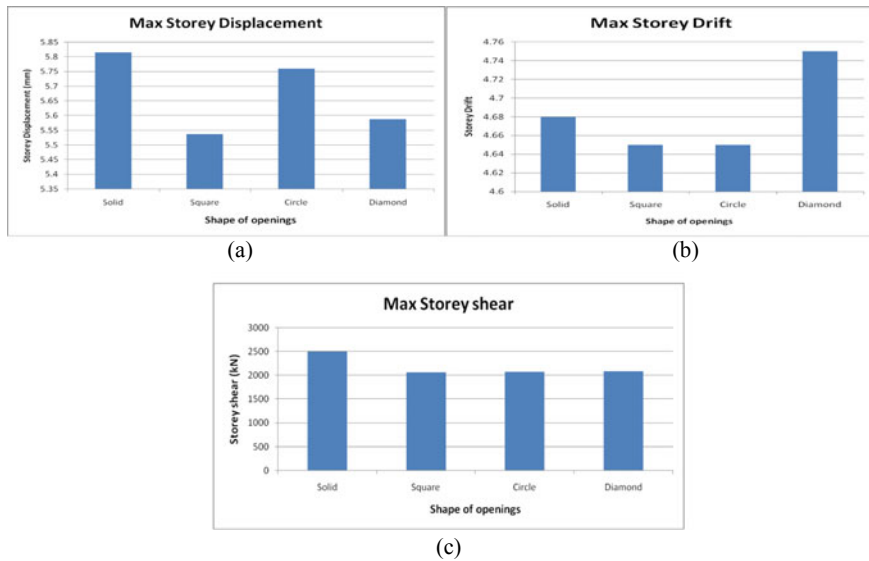 Max Storey Displacement
Storey Displacement (mm)
5.85
5.8
5.75
5.7
5.65
5.6
5.55
5.5
5.45
5.4
5.35
Solid Square Circle Diamond
Shape of openings
(a)
Max Storey Drift
Storey Drift
4.76
4.74
4.72
4.7
4.68
4.66
4.64
4.62
4.6
Solid Square Circle Diamond
Shape of openings
(b)
Max Storey shear
Storey shear (kN)
3000
2500
2000
1500
1000
500
0
Solid Square Circle Diamond
Shape of openings
(c)